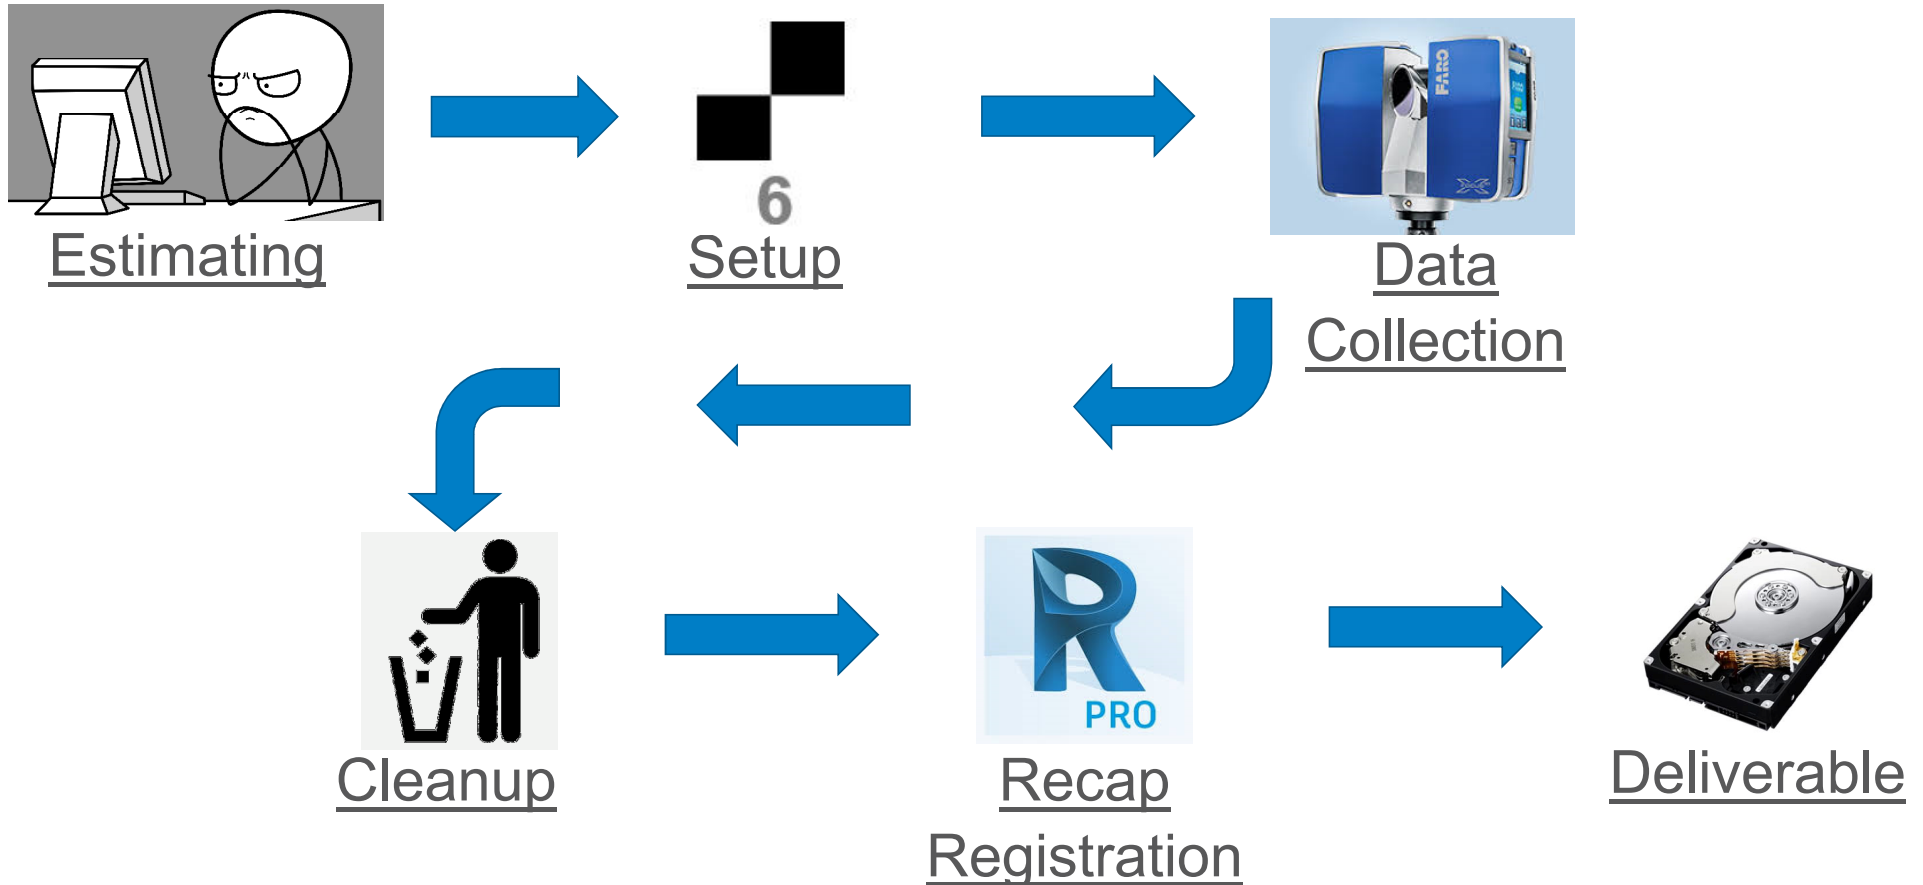 FARO
6
Estimating
Setup
Data
Collection
PRO
Cleanup
Recap
Registration
Deliverable